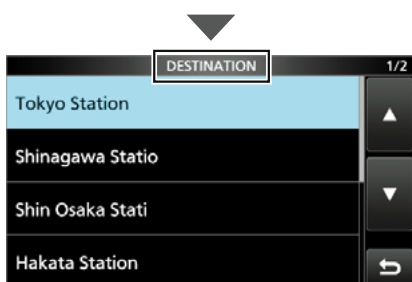 DESTINATION 1/2
Tokyo Station
Shinagawa Statio
Shin Osaka Stati
Hakata Station